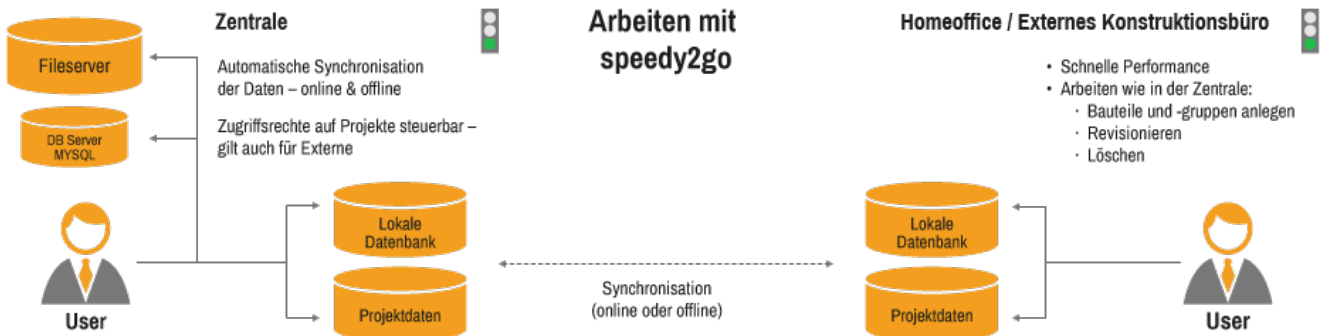 Zentrale
Fileserver
Automatische Synchronisation
der Daten – online & offline
DB Server
MYSQL
Zugriffsrechte auf Projekte steuerbar –
gilt auch für Externe
User
Lokale
Datenbank
Projektdaten
Arbeiten mit
speedy2go
Synchronisation
(online oder offline)
Homeoffice / Externes Konstruktionsbüro
• Schnelle Performance
• Arbeiten wie in der Zentrale:
· Bauteile und -gruppen anlegen
· Revisionieren
· Löschen
Lokale
Datenbank
Projektdaten
User